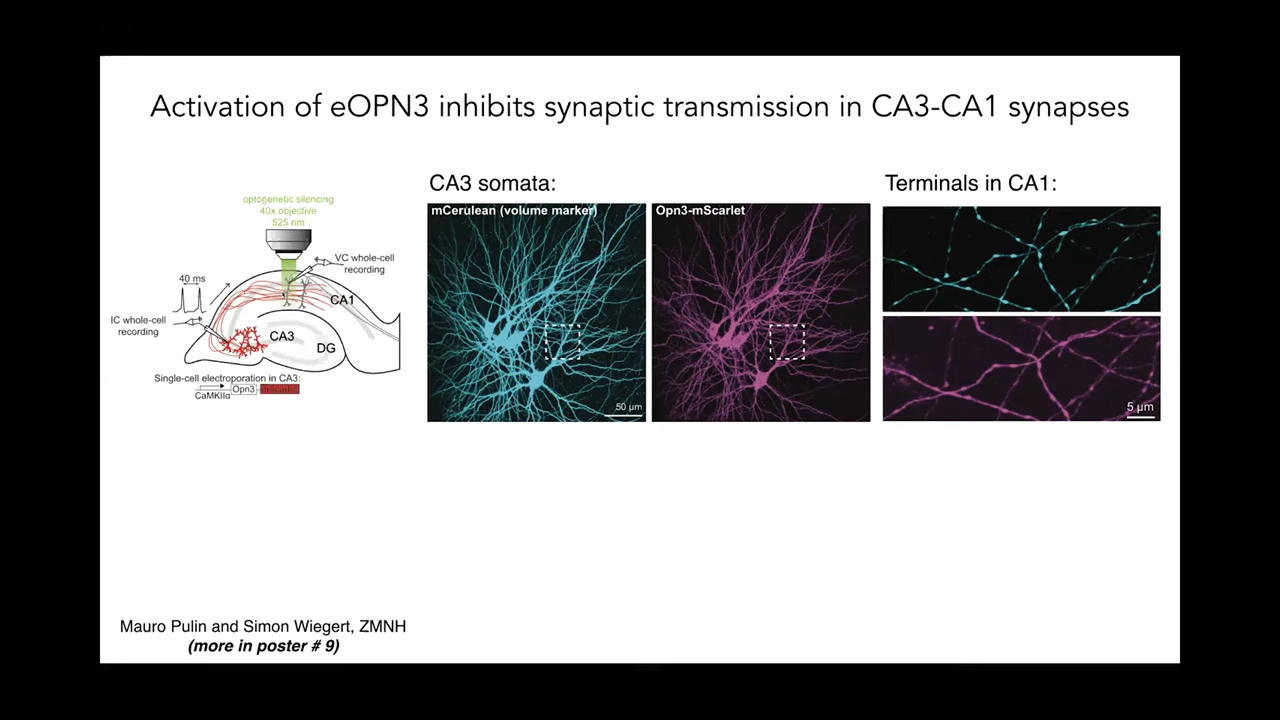 Activation of eOPN3 inhibits synaptic transmission in CA3-CA1 synapses
optogenetic silencing
40x objective
525 nm
VC whole-cell
recording
40 ms
IC whole-cell
recording
CA1
CA3
DG
Single-cell electroporation in CA3:
Opn3
mScarlet
CaMKIIα
CA3 somata:
mCerulean (volume marker)
50 µm
Opn3-mScarlet
Terminals in CA1:
5 µm
Mauro Pulin and Simon Wiegert, ZMNH
(more in poster # 9)